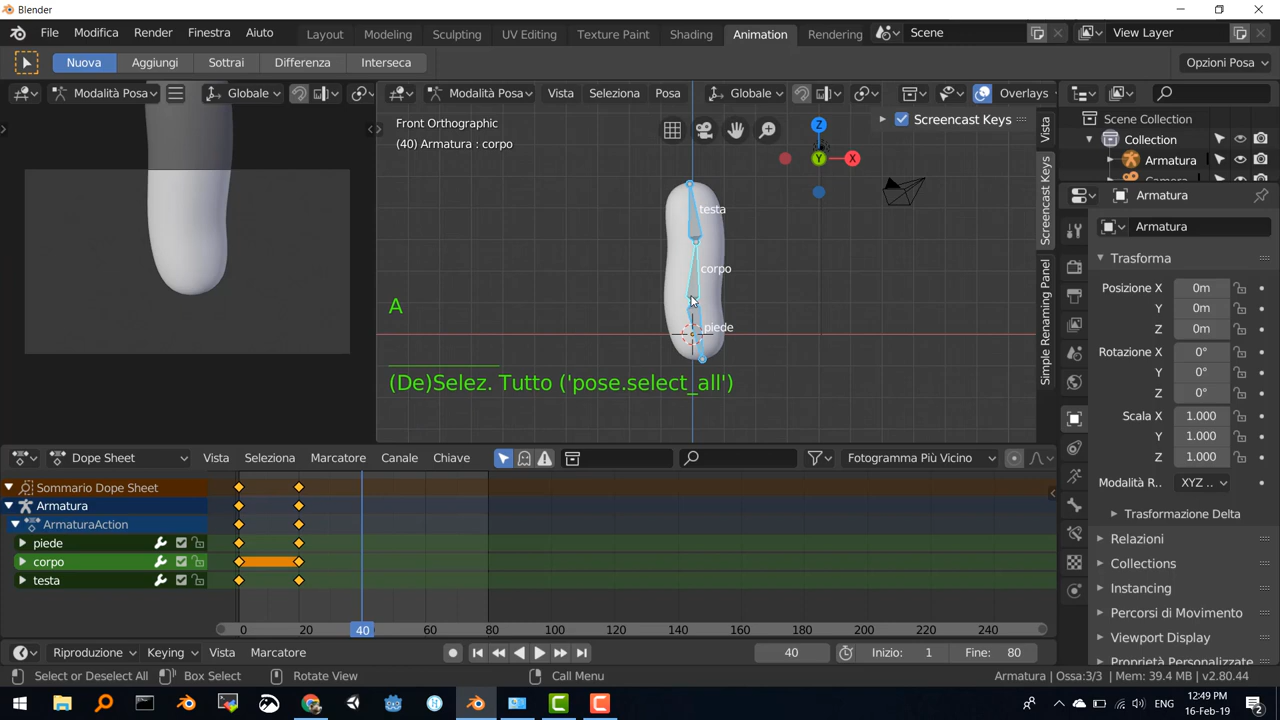 Blender
File Modifica Render Finestra Aiuto Layout Modeling Sculpting UV Editing Texture Paint Shading Animation Rendering Scene View Layer
Nuova Aggiungi Sottrai Differenza Interseca Opzioni Posa
Modalità Posa Globale Modalità Posa Vista Seleziona Posa Globale Overlays
Scene Collection
Collection
Armatura
Camera
Front Orthographic
(40) Armatura : corpo
Screencast Keys
Vista
Screencast Keys
Simple Renaming Panel
Z
X
Y
testa
corpo
piede
A
(De)Selez. Tutto ('pose.select_all')
Armatura
Armatura
Trasforma
Posizione X 0m
Y 0m
Z 0m
Rotazione X 0°
Y 0°
Z 0°
Scala X 1.000
Y 1.000
Z 1.000
Modalità R.. XYZ ..
Trasformazione Delta
Relazioni
Collections
Instancing
Percorsi di Movimento
Viewport Display
Proprietà Personalizzate
Dope Sheet Vista Seleziona Marcatore Canale Chiave Fotogramma Più Vicino
Sommario Dope Sheet
Armatura
ArmaturaAction
piede
corpo
testa
0 20 40 60 80 100 120 140 160 180 200 220 240
Riproduzione Keying Vista Marcatore 40 Inizio: 1 Fine: 80
Select or Deselect All Box Select Rotate View Call Menu Armatura | Ossa:3/3 | Mem: 39.4 MB | v2.80.44
12:49 PM
16-Feb-19
2